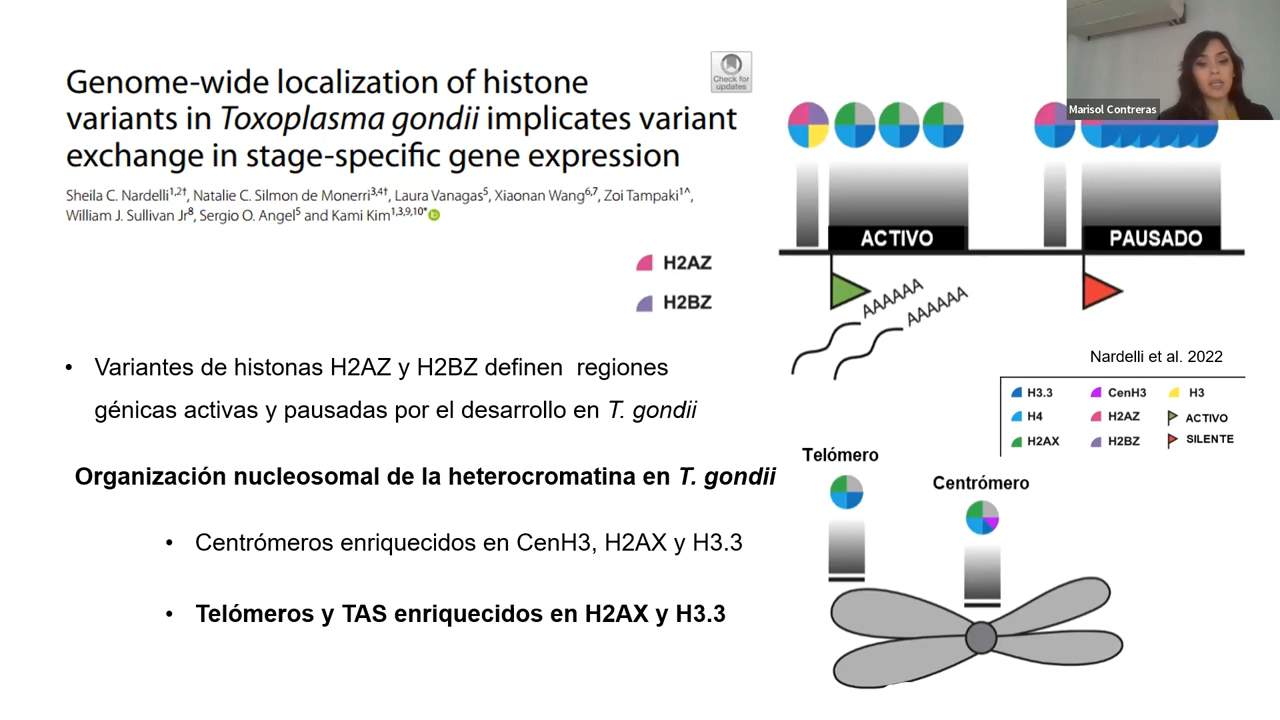 Genome-wide localization of histone
variants in Toxoplasma gondii implicates variant
exchange in stage-specific gene expression
Check for
updates
Sheila C. Nardelli1,2†, Natalie C. Silmon de Monerri3,4†, Laura Vanagas5, Xiaonan Wang6,7, Zoi Tampaki1^,
William J. Sullivan Jr8, Sergio O. Angel5 and Kami Kim1,3,9,10*
Marisol Contreras
H2AZ
H2BZ
ACTIVO
PAUSADO
AAAAAA
AAAAAA
Nardelli et al. 2022
H3.3
CenH3
H3
H4
H2AZ
ACTIVO
H2AX
H2BZ
SILENTE
• Variantes de histonas H2AZ y H2BZ definen regiones
génicas activas y pausadas por el desarrollo en T. gondii
Organización nucleosomal de la heterocromatina en T. gondii
• Centrómeros enriquecidos en CenH3, H2AX y H3.3
• Telómeros y TAS enriquecidos en H2AX y H3.3
Telómero
Centrómero